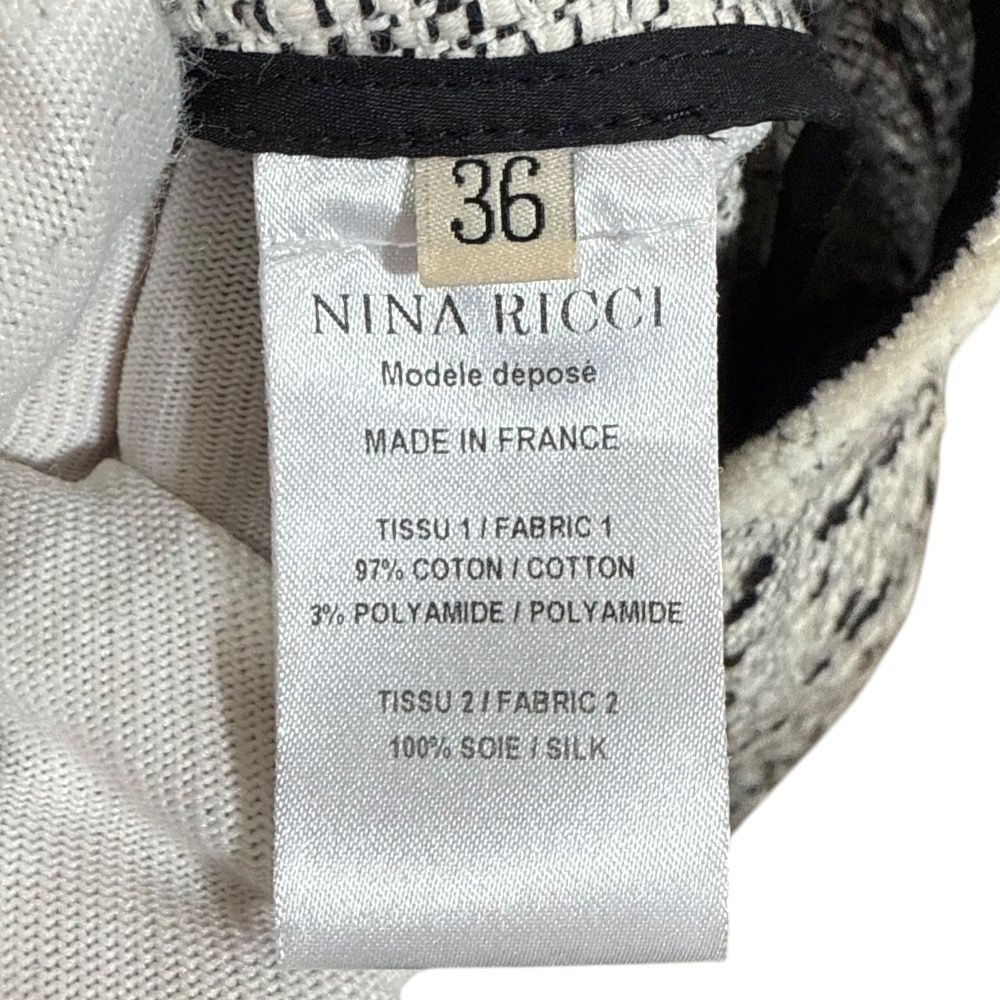 36
NINA RICCI
Modèle déposé
MADE IN FRANCE
TISSU 1 / FABRIC 1
97% COTON / COTTON
3% POLYAMIDE / POLYAMIDE
TISSU 2 / FABRIC 2
100% SOIE / SILK